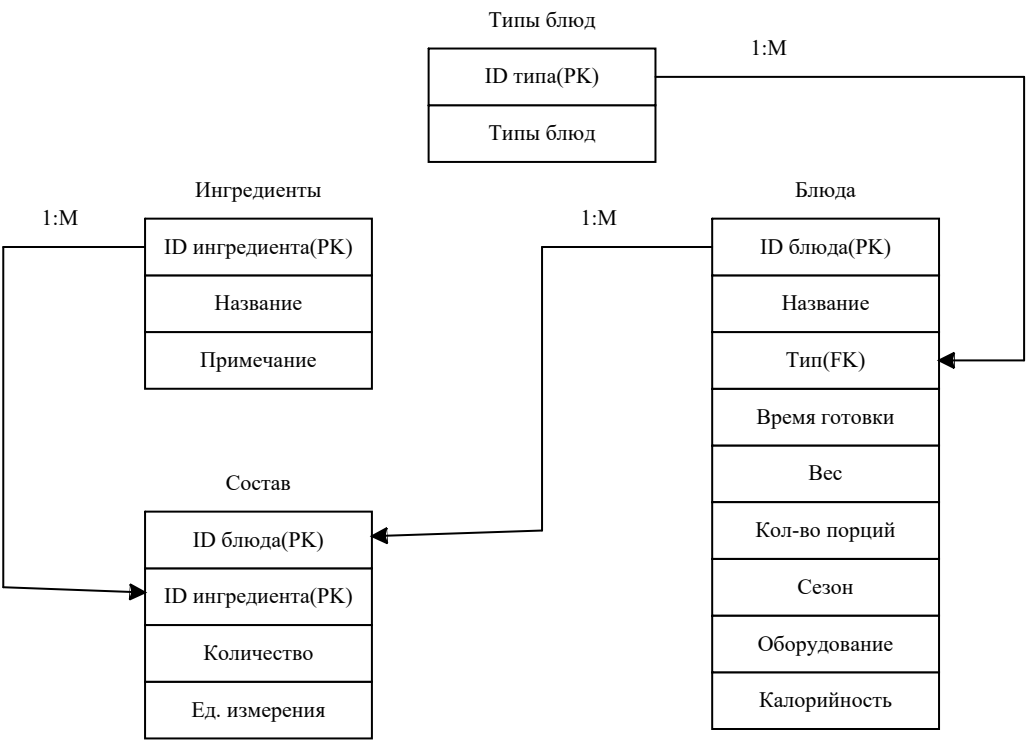 Типы блюд
1:М
ID типа(PK)
Типы блюд
Ингредиенты
Блюда
1:М
1:М
ID ингредиента(PK)
Название
Примечание
ID блюда(PK)
Название
Тип(FK)
Время готовки
Вес
Кол-во порций
Сезон
Оборудование
Калорийность
Состав
ID блюда(PK)
ID ингредиента(PK)
Количество
Ед. измерения